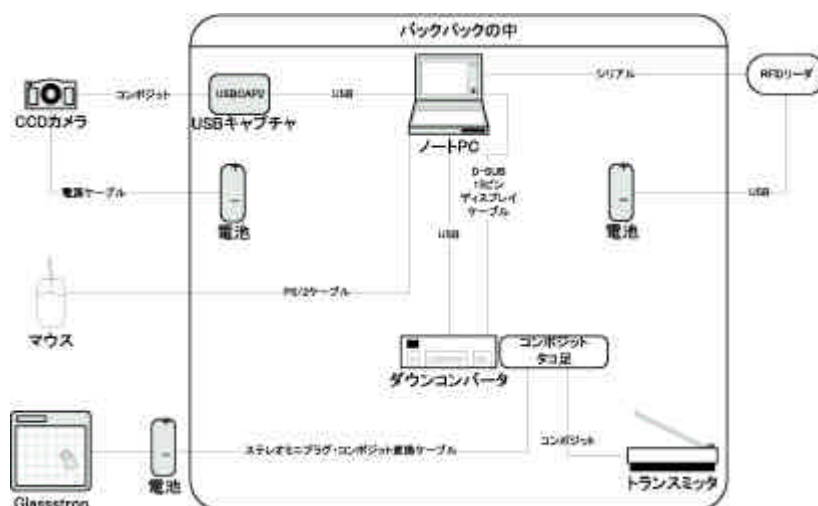 バックパックの中
コンポジット
USBCAP2
USB
シリアル
RFIDリーダ
CCDカメラ
USBキャプチャ
ノートPC
D-SUB
15ピン
ディスプレイ
ケーブル
電源ケーブル
USB
電池
USB
電池
PS/2ケーブル
マウス
コンポジット
タコ足
ダウンコンバータ
ステレオミニプラグ・コンポジット変換ケーブル
コンポジット
電池
トランスミッタ
Glasstron